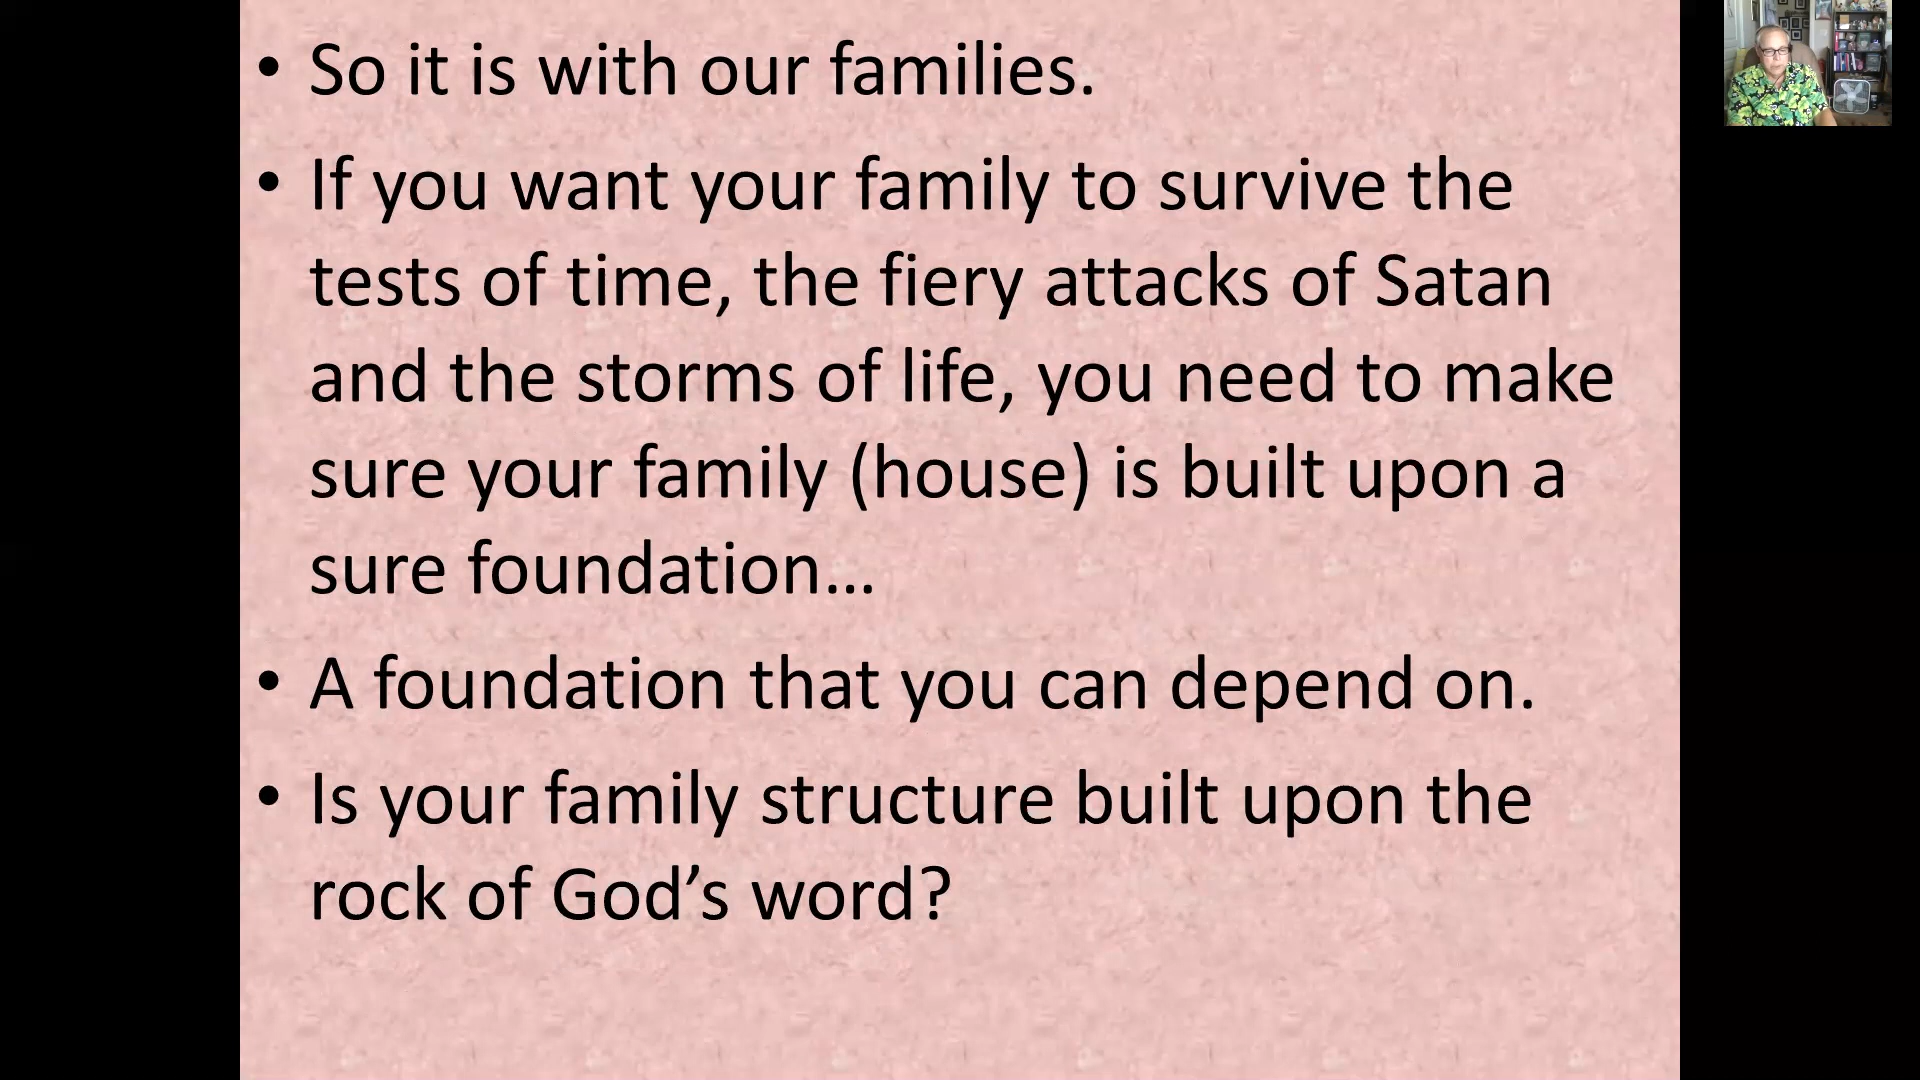 • So it is with our families.
• If you want your family to survive the
tests of time, the fiery attacks of Satan
and the storms of life, you need to make
sure your family (house) is built upon a
sure foundation…
• A foundation that you can depend on.
• Is your family structure built upon the
rock of God’s word?